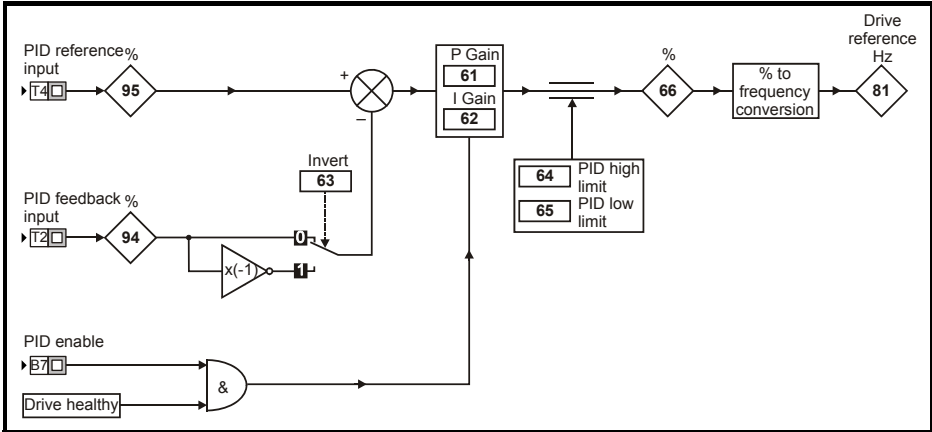 PID reference %
input
T4
95
+
–
P Gain
61
I Gain
62
%
66
% to
frequency
conversion
Drive
reference
Hz
81
Invert
63
64 PID high
limit
65 PID low
limit
PID feedback %
input
T2
94
0
x(-1)
1
PID enable
B7
Drive healthy
&